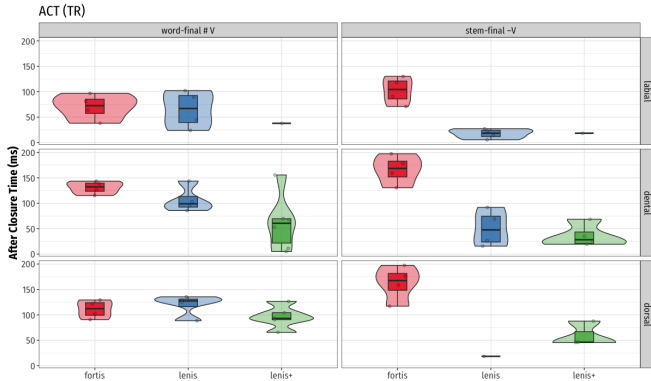 ACT (TR)
word-final # V
stem-final –V
After Closure Time (ms)
200
150
100
50
0
labial
200
150
100
50
0
dental
200
150
100
50
0
dorsal
fortis
lenis
lenis+
fortis
lenis
lenis+